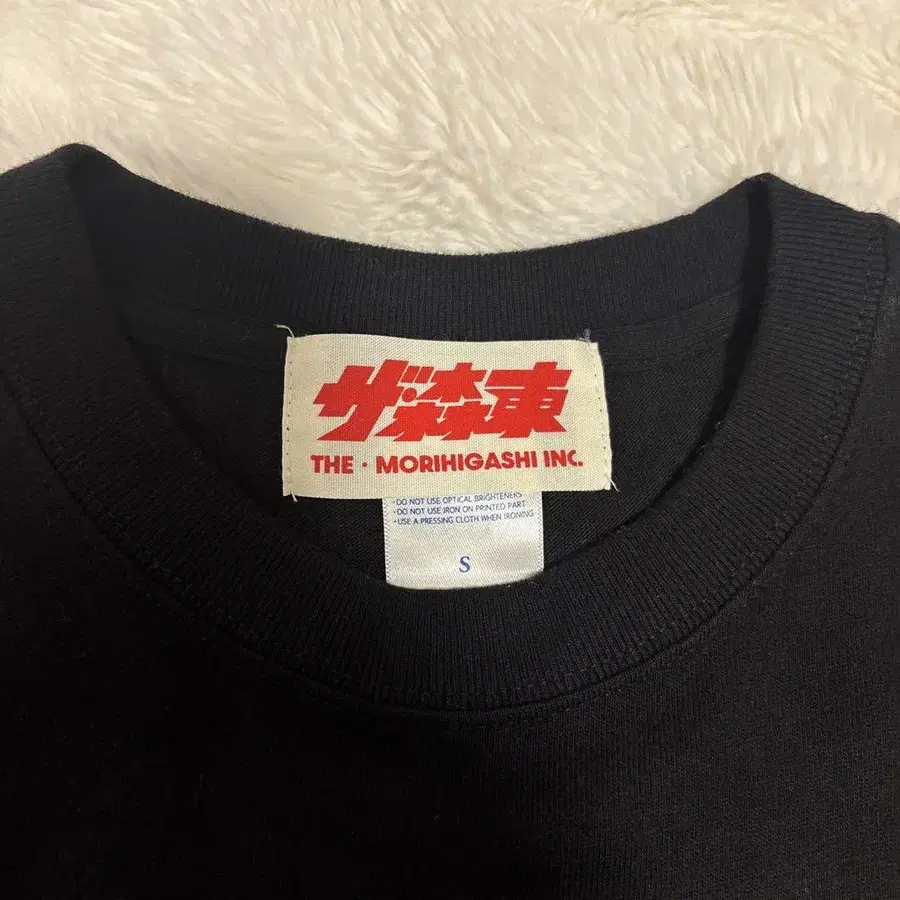 ザ・森東
THE · MORIHIGASHI INC.
· DO NOT USE OPTICAL BRIGHTENERS
· DO NOT USE IRON ON PRINTED PART
· USE A PRESSING CLOTH WHEN IRONING
S